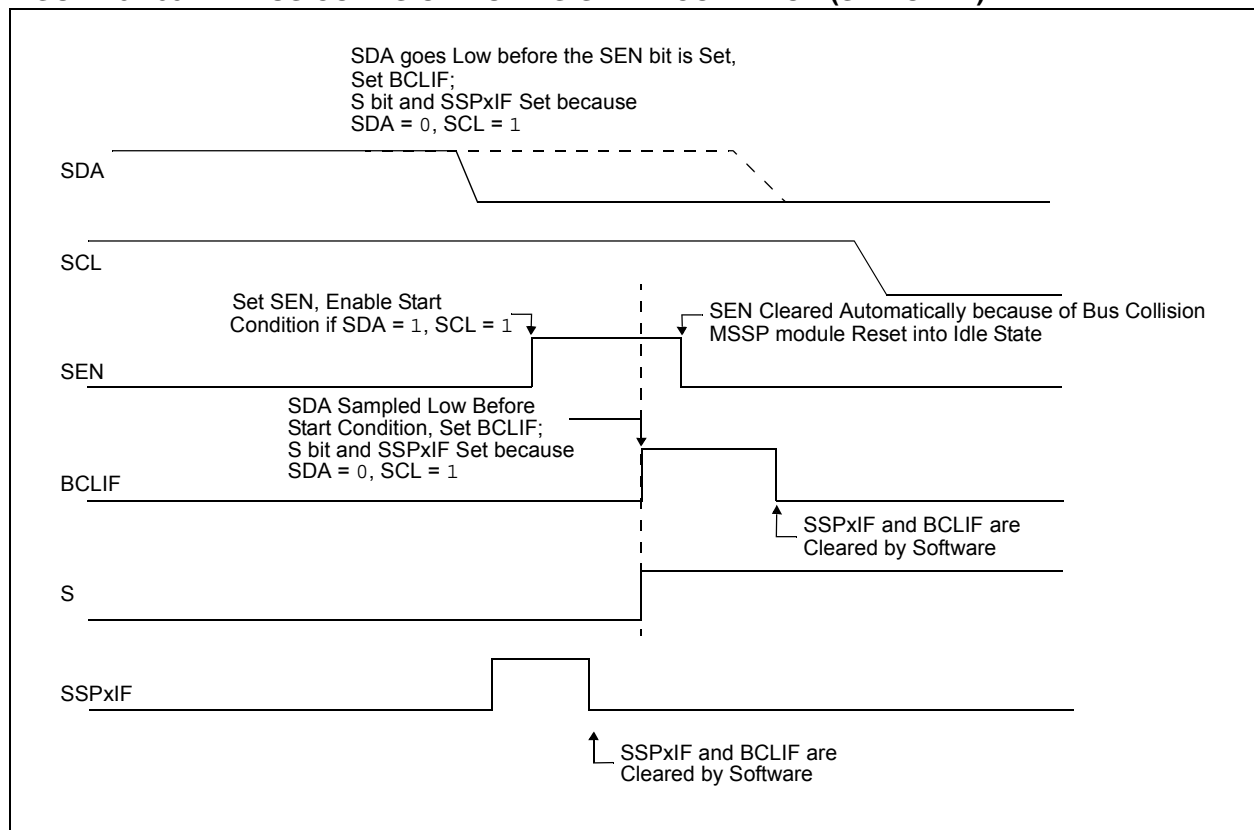 SDA goes Low before the SEN bit is Set,
Set BCLIF;
S bit and SSPxIF Set because
SDA = 0, SCL = 1
SDA
SCL
Set SEN, Enable Start
Condition if SDA = 1, SCL = 1
SEN Cleared Automatically because of Bus Collision
MSSP module Reset into Idle State
SEN
SDA Sampled Low Before
Start Condition, Set BCLIF;
S bit and SSPxIF Set because
SDA = 0, SCL = 1
BCLIF
SSPxIF and BCLIF are
Cleared by Software
S
SSPxIF
SSPxIF and BCLIF are
Cleared by Software